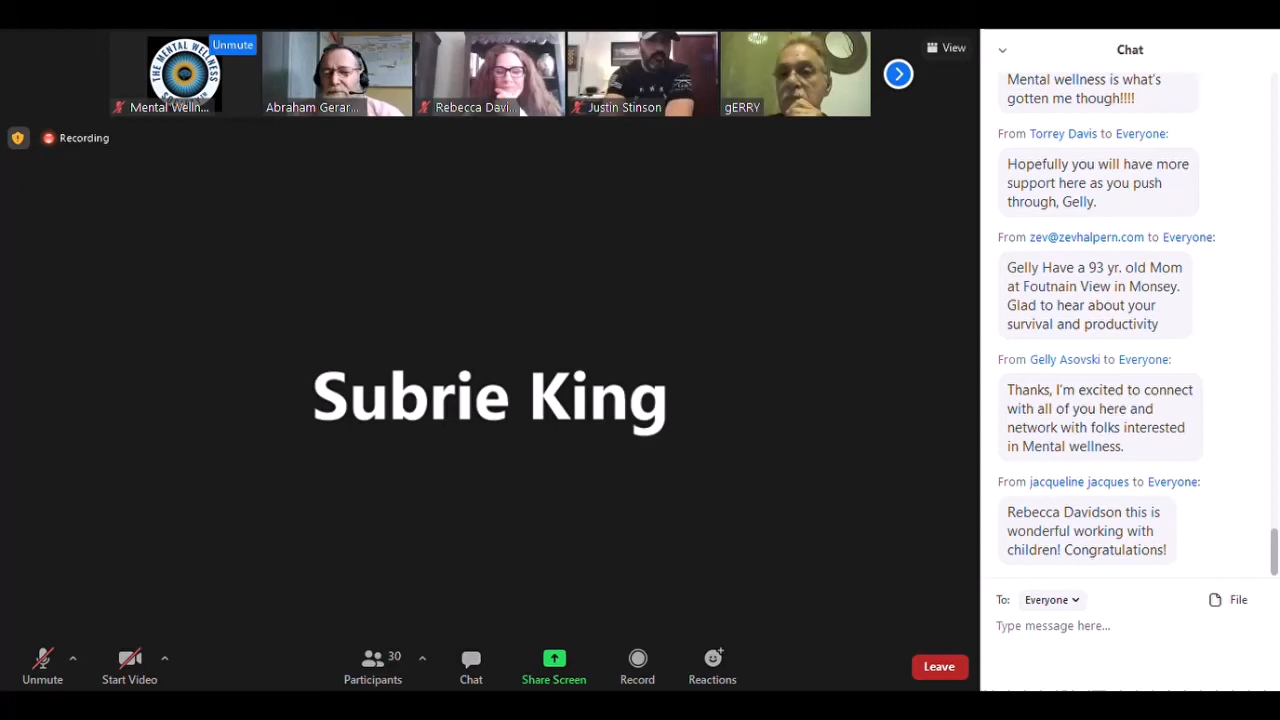 THE MENTAL WELLNESS
Unmute
Mental Welln...
Abraham Gerar...
Rebecca Davi...
Justin Stinson
gERRY
View
Recording
Subrie King
Unmute
Start Video
30
Participants
Chat
Share Screen
Record
Reactions
Leave
Chat
Mental wellness is what's
gotten me though!!!!
From Torrey Davis to Everyone:
Hopefully you will have more
support here as you push
through, Gelly.
From zev@zevhalpern.com to Everyone:
Gelly Have a 93 yr. old Mom
at Foutnain View in Monsey.
Glad to hear about your
survival and productivity
From Gelly Asovski to Everyone:
Thanks, I'm excited to connect
with all of you here and
network with folks interested
in Mental wellness.
From jacqueline jacques to Everyone:
Rebecca Davidson this is
wonderful working with
children! Congratulations!
To: Everyone
File
Type message here...